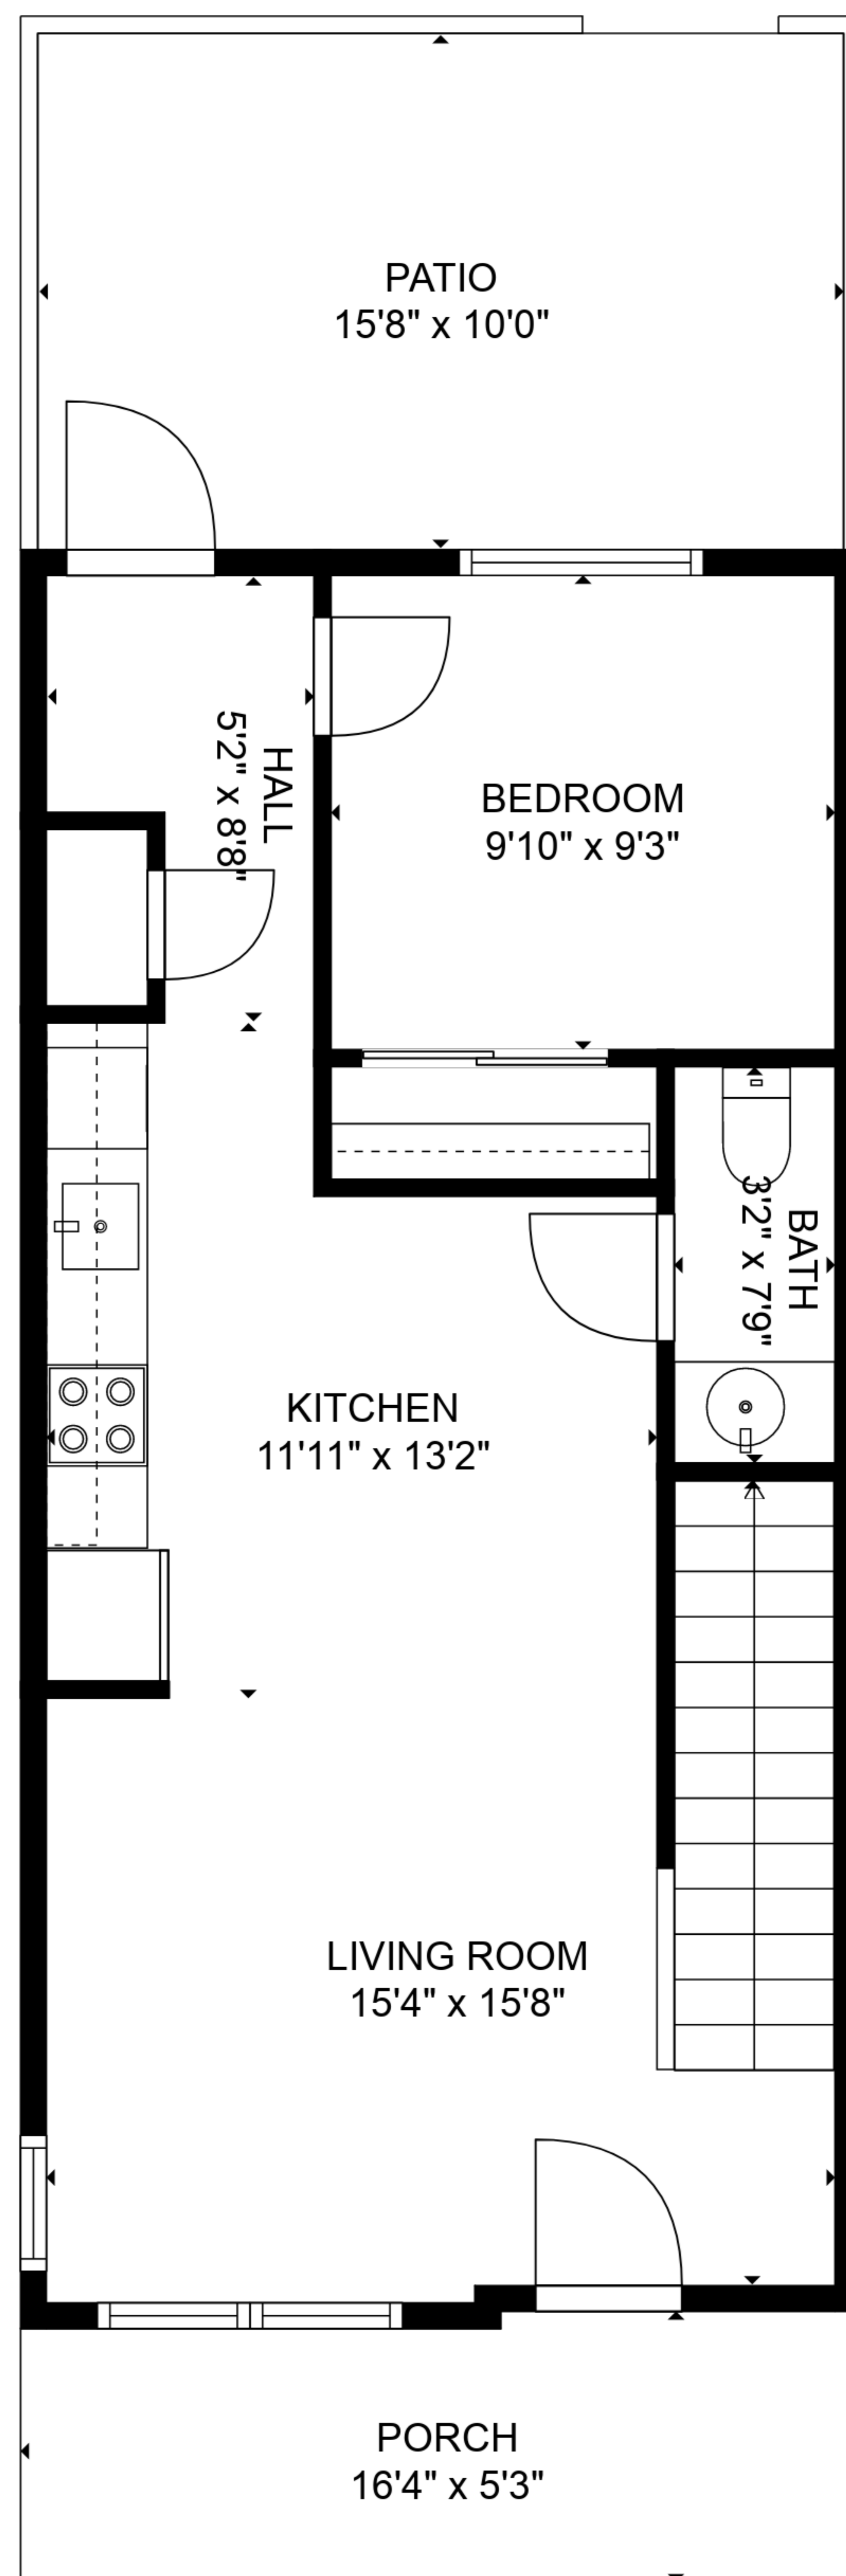 PATIO
15'8" x 10'0"
HALL
5'2" x 8'8"
BEDROOM
9'10" x 9'3"
BATH
3'2" x 7'9"
KITCHEN
11'11" x 13'2"
LIVING ROOM
15'4" x 15'8"
PORCH
16'4" x 5'3"